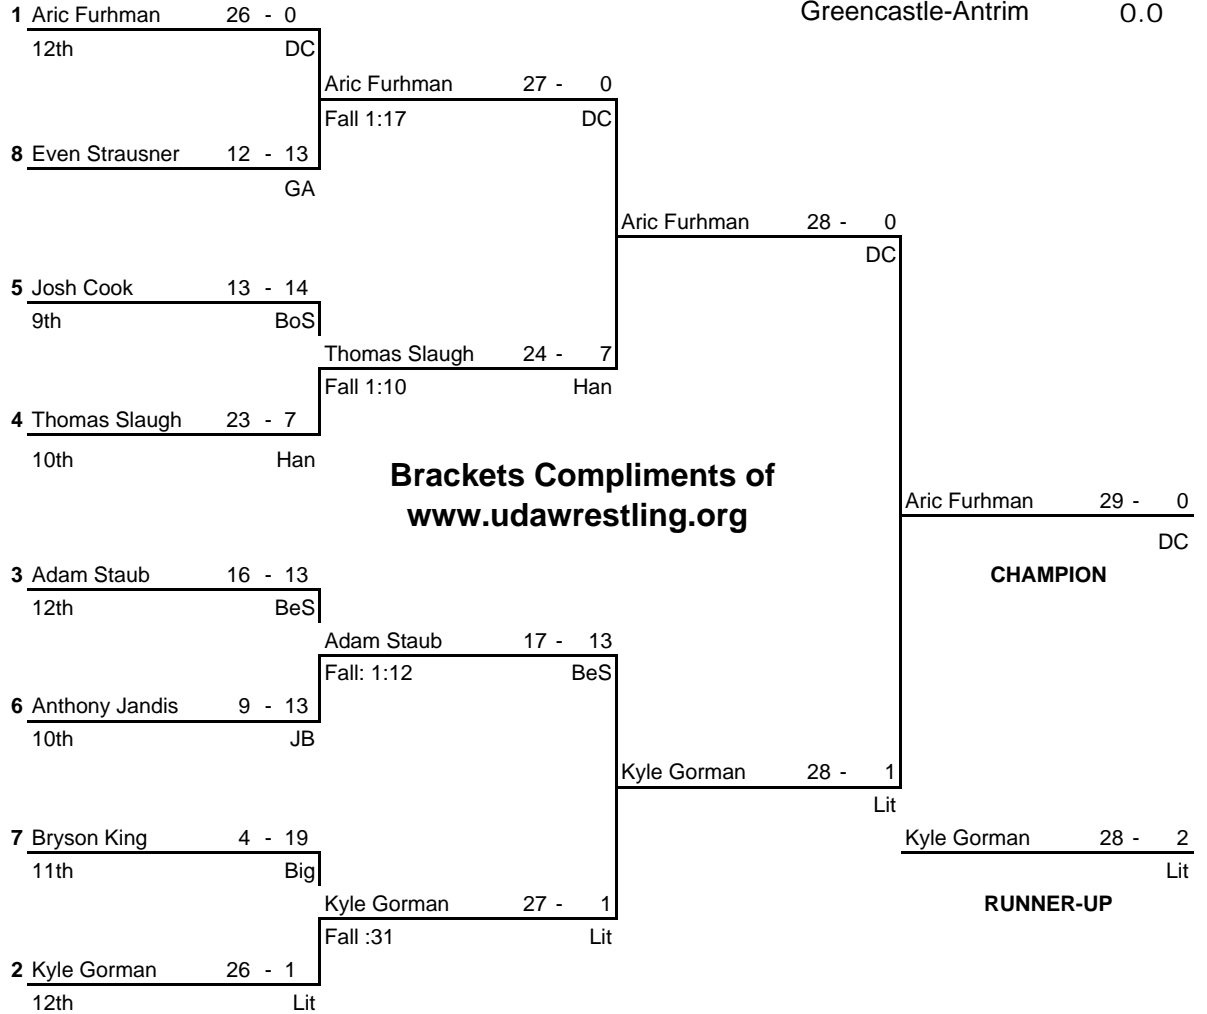 Greencastle-Antrim 0.0
1 Aric Furhman 26 - 0
12th DC
Aric Furhman 27 - 0
Fall 1:17 DC
8 Even Strausner 12 - 13
GA
Aric Furhman 28 - 0
DC
5 Josh Cook 13 - 14
9th BoS
Thomas Slaugh 24 - 7
Fall 1:10 Han
4 Thomas Slaugh 23 - 7
10th Han
Brackets Compliments of
www.udawrestling.org
Aric Furhman 29 - 0
DC
CHAMPION
3 Adam Staub 16 - 13
12th BeS
Adam Staub 17 - 13
Fall: 1:12 BeS
6 Anthony Jandis 9 - 13
10th JB
Kyle Gorman 28 - 1
Lit
7 Bryson King 4 - 19
11th Big
Kyle Gorman 28 - 2
Lit
RUNNER-UP
Kyle Gorman 27 - 1
Fall :31 Lit
2 Kyle Gorman 26 - 1
12th Lit